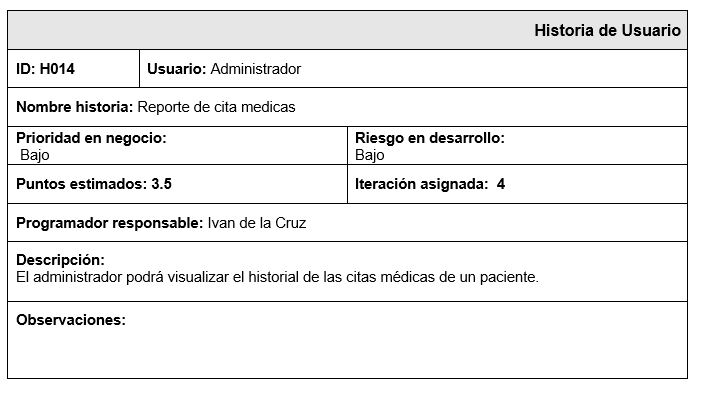 Historia de Usuario
ID: H014
Usuario: Administrador
Nombre historia: Reporte de cita medicas
Prioridad en negocio:
Bajo
Riesgo en desarrollo:
Bajo
Puntos estimados: 3.5
Iteración asignada: 4
Programador responsable: Ivan de la Cruz
Descripción:
El administrador podrá visualizar el historial de las citas médicas de un paciente.
Observaciones: